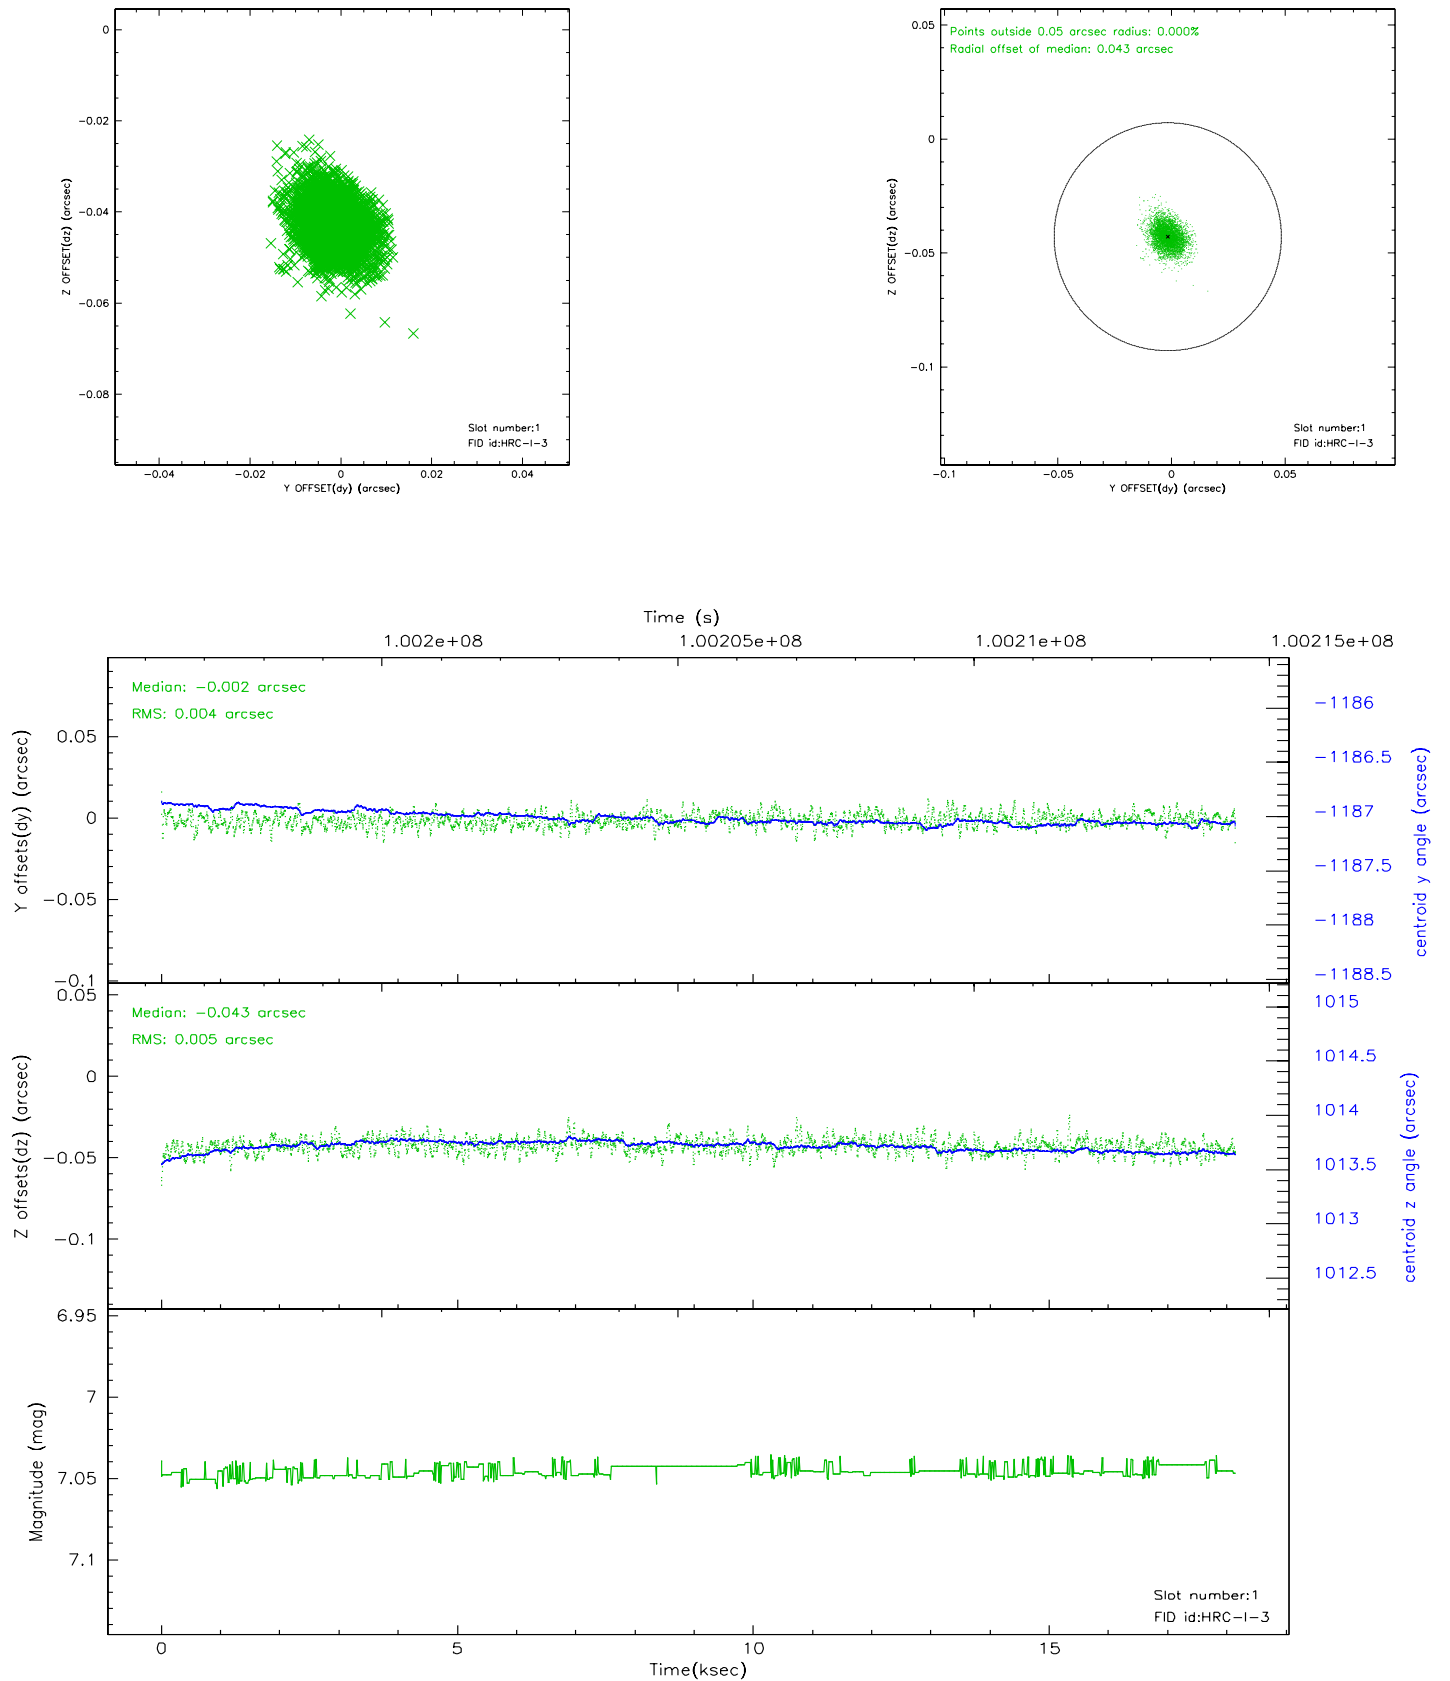 0
-0.02
-0.04
-0.06
-0.08
Z OFFSET(dz) (arcsec)
Slot number:1
FID id:HRC-I-3
-0.04 -0.02 0 0.02 0.04
Y OFFSET(dy) (arcsec)
Points outside 0.05 arcsec radius: 0.000%
Radial offset of median: 0.043 arcsec
0.05
0
-0.05
-0.1
Z OFFSET(dz) (arcsec)
Slot number:1
FID id:HRC-I-3
-0.1 -0.05 0 0.05
Y OFFSET(dy) (arcsec)
Time (s)
1.002e+08 1.00205e+08 1.0021e+08 1.00215e+08
Median: -0.002 arcsec
RMS: 0.004 arcsec
0.05
0
-0.05
-0.1
Y offsets(dy) (arcsec)
-1186
-1186.5
-1187
-1187.5
-1188
-1188.5
centroid y angle (arcsec)
Median: -0.043 arcsec
RMS: 0.005 arcsec
0.05
0
-0.05
-0.1
Z offsets(dz) (arcsec)
1015
1014.5
1014
1013.5
1013
1012.5
centroid z angle (arcsec)
6.95
7
7.05
7.1
Magnitude (mag)
Slot number:1
FID id:HRC-I-3
0 5 10 15
Time(ksec)